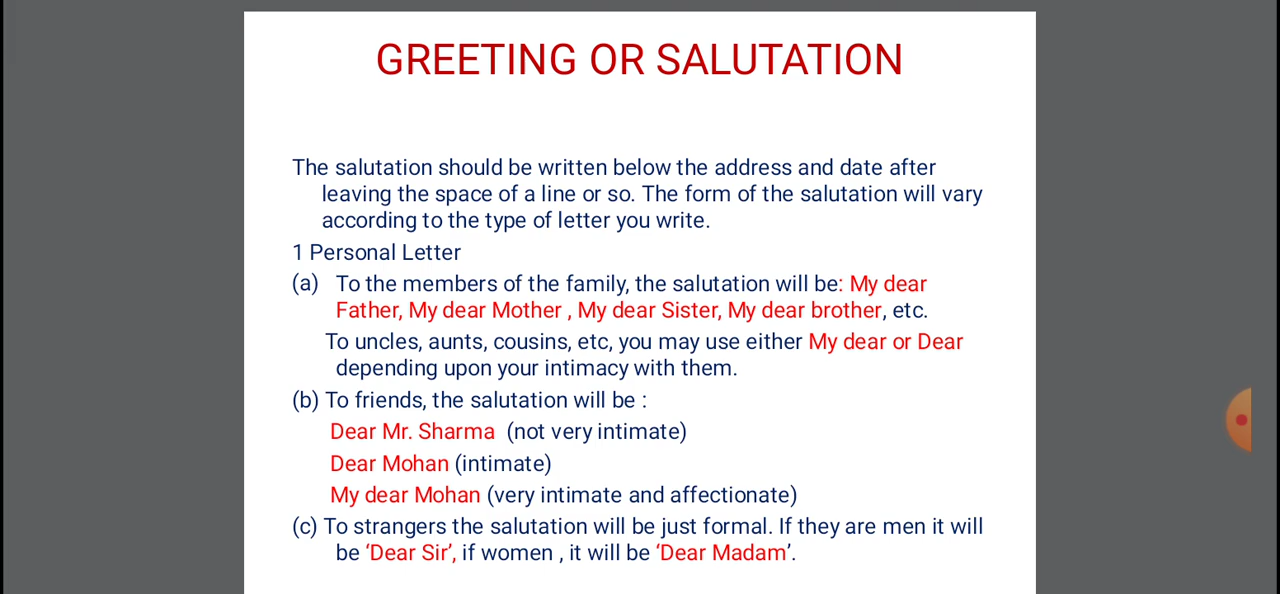 GREETING OR SALUTATION
The salutation should be written below the address and date after
leaving the space of a line or so. The form of the salutation will vary
according to the type of letter you write.
1 Personal Letter
(a) To the members of the family, the salutation will be: My dear
Father, My dear Mother , My dear Sister, My dear brother, etc.
To uncles, aunts, cousins, etc, you may use either My dear or Dear
depending upon your intimacy with them.
(b) To friends, the salutation will be :
Dear Mr. Sharma (not very intimate)
Dear Mohan (intimate)
My dear Mohan (very intimate and affectionate)
(c) To strangers the salutation will be just formal. If they are men it will
be ‘Dear Sir’, if women , it will be ‘Dear Madam’.